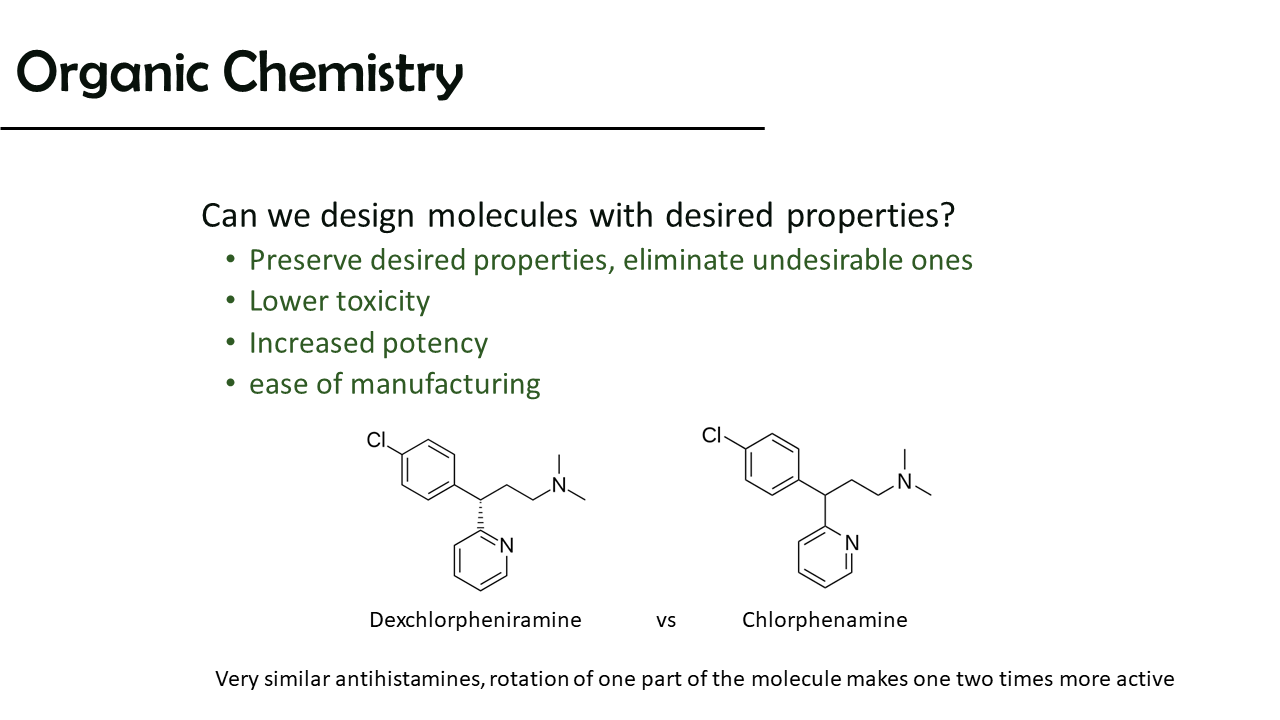 Organic Chemistry
Can we design molecules with desired properties?
• Preserve desired properties, eliminate undesirable ones
• Lower toxicity
• Increased potency
• ease of manufacturing
Cl
N
N
Cl
N
N
Dexchlorpheniramine vs Chlorphenamine
Very similar antihistamines, rotation of one part of the molecule makes one two times more active